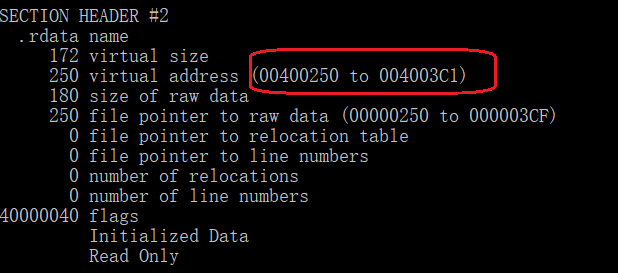 SECTION HEADER #2
.rdata name
172 virtual size
250 virtual address (00400250 to 004003C1)
180 size of raw data
250 file pointer to raw data (00000250 to 000003CF)
0 file pointer to relocation table
0 file pointer to line numbers
0 number of relocations
0 number of line numbers
40000040 flags
Initialized Data
Read Only